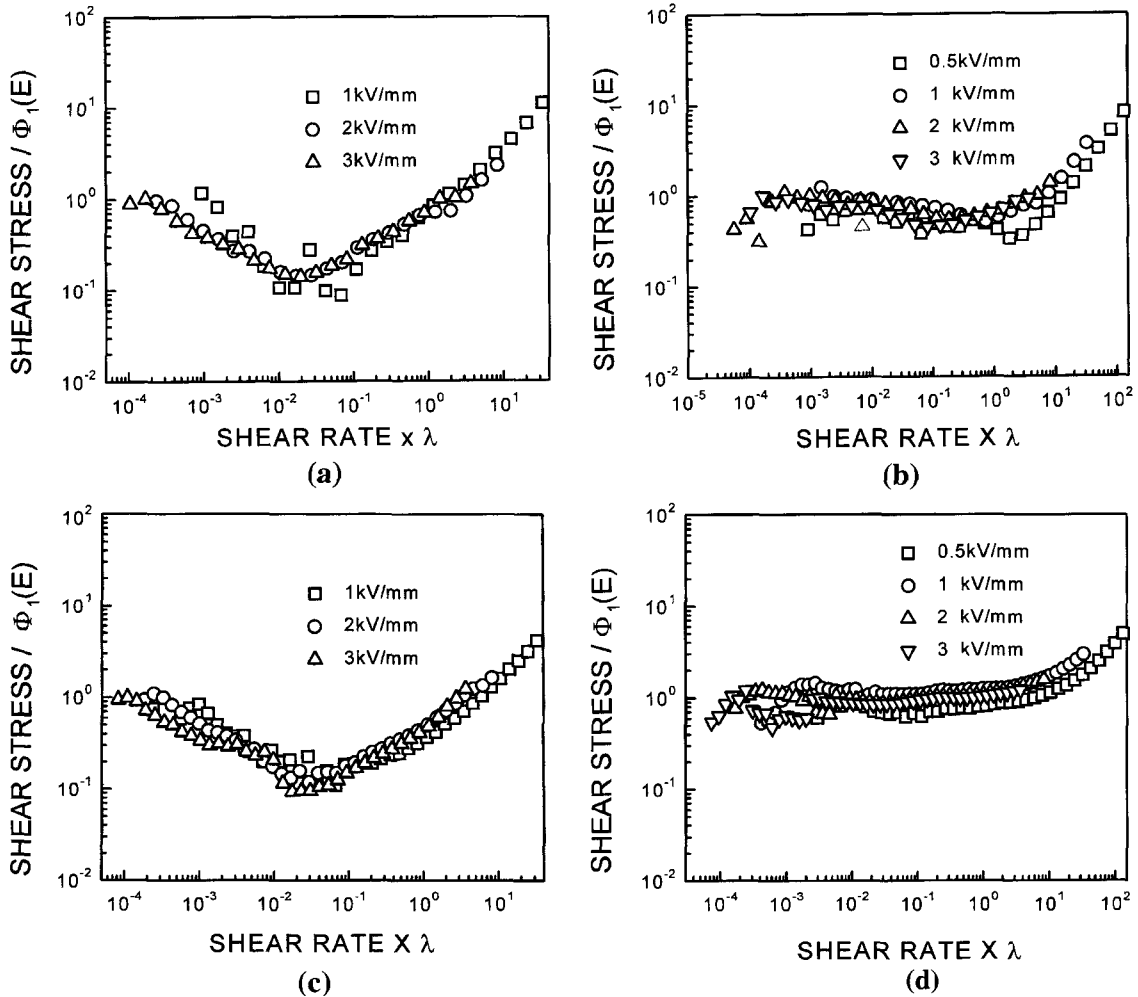 SHEAR STRESS / Φ₁(E)
10²
10¹
10⁰
10⁻¹
10⁻²
1kV/mm
2kV/mm
3kV/mm
10⁻⁴ 10⁻³ 10⁻² 10⁻¹ 10⁰ 10¹
SHEAR RATE x λ
(a)
SHEAR STRESS / Φ₁(E)
10²
10¹
10⁰
10⁻¹
10⁻²
0.5kV/mm
1 kV/mm
2 kV/mm
3 kV/mm
10⁻⁵ 10⁻⁴ 10⁻³ 10⁻² 10⁻¹ 10⁰ 10¹ 10²
SHEAR RATE X λ
(b)
SHEAR STRESS / Φ₁(E)
10²
10¹
10⁰
10⁻¹
10⁻²
1kV/mm
2kV/mm
3kV/mm
10⁻⁴ 10⁻³ 10⁻² 10⁻¹ 10⁰ 10¹
SHEAR RATE X λ
(c)
SHEAR STRESS / Φ₁(E)
10²
10¹
10⁰
10⁻¹
10⁻²
0.5kV/mm
1 kV/mm
2 kV/mm
3 kV/mm
10⁻⁴ 10⁻³ 10⁻² 10⁻¹ 10⁰ 10¹ 10²
SHEAR RATE X λ
(d)